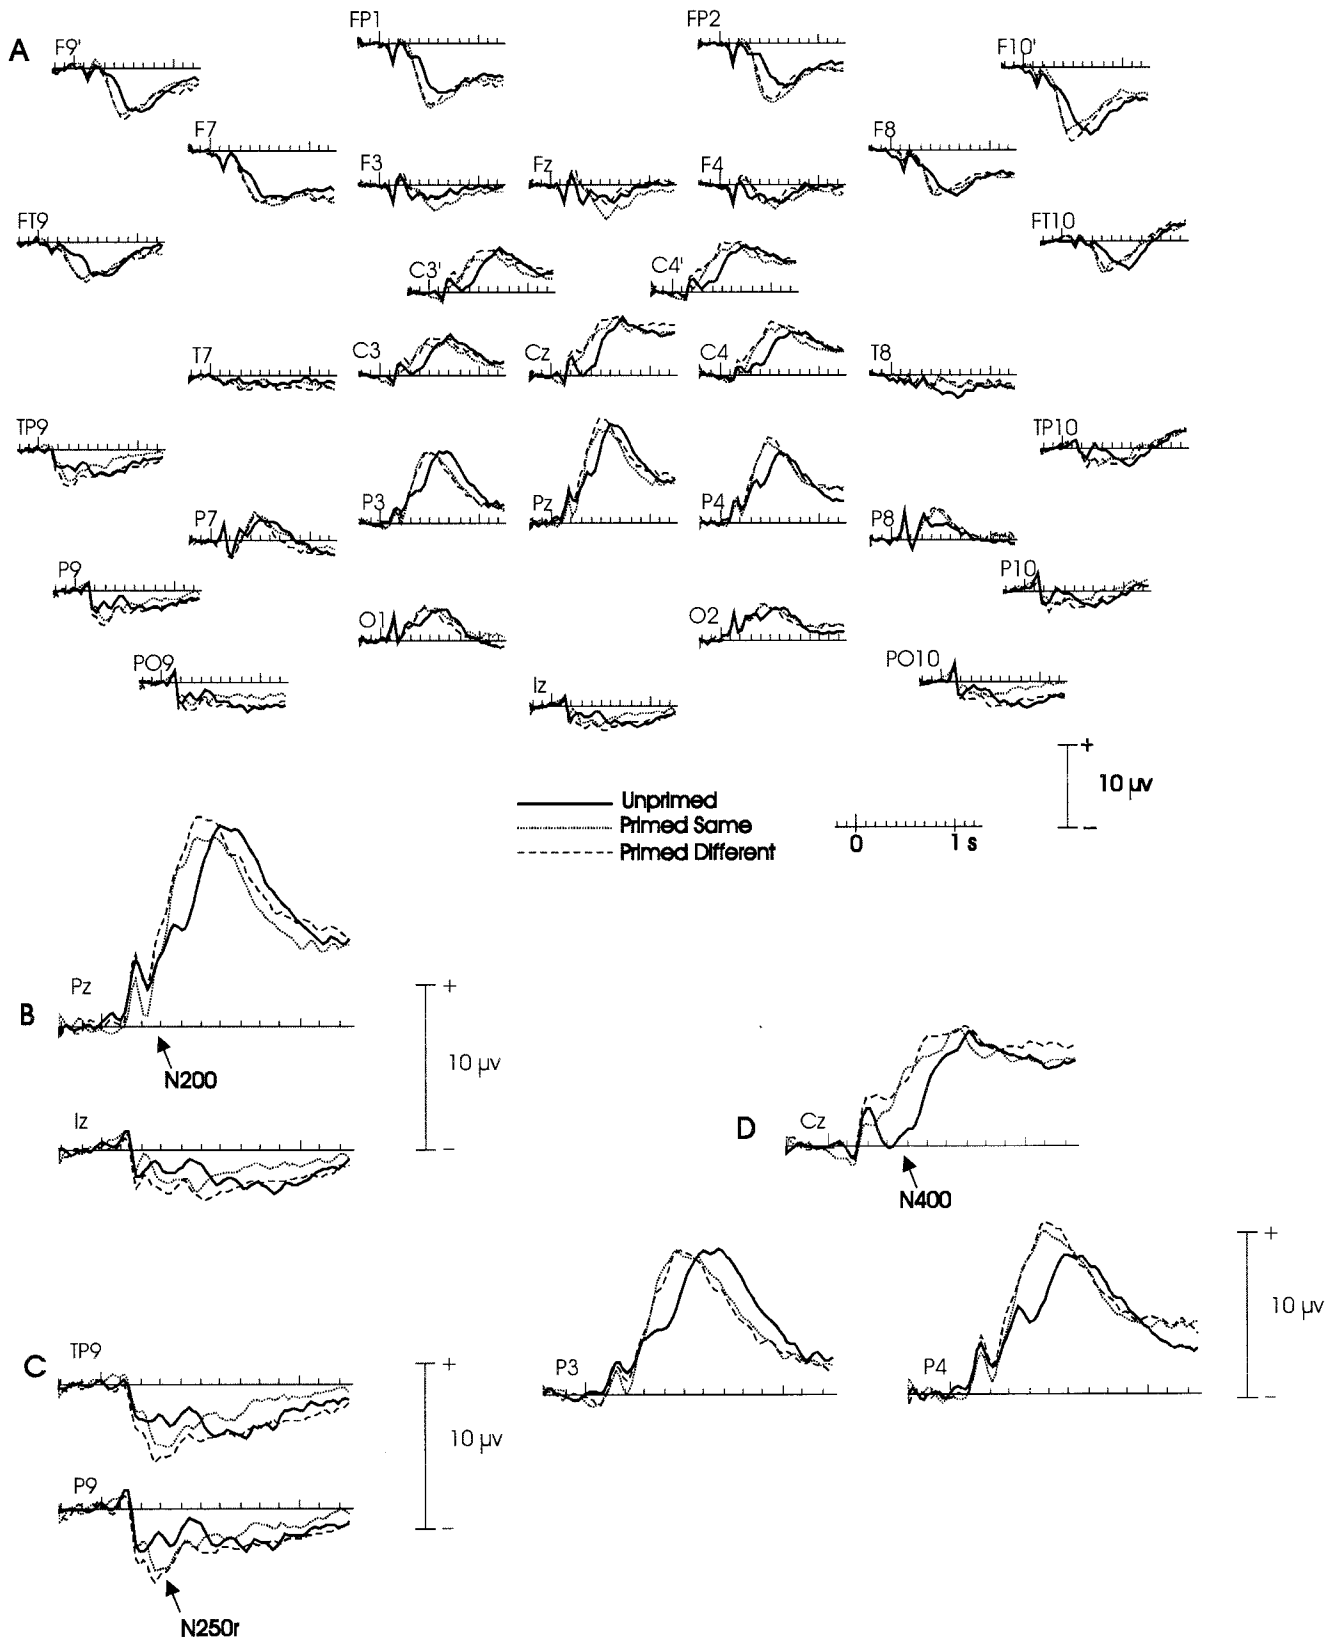 A
F9'
FP1
FP2
F10'
F7
F3
Fz
F4
F8
FT9
C3'
C4'
FT10
T7
C3
Cz
C4
T8
TP9
P3
Pz
P4
TP10
P7
P8
P9
O1
O2
P10
PO9
Iz
PO10
+
10 µv
-
Unprimed
Primed Same
Primed Different
0 1 s
B
Pz
N200
+
10 µv
-
Iz
D
Cz
N400
P3
P4
+
10 µv
-
C
TP9
+
10 µv
-
P9
N250r